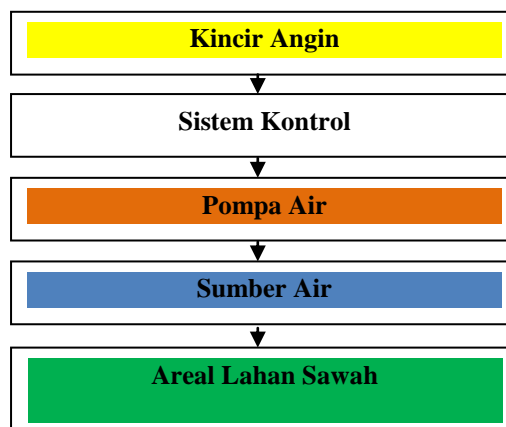 Kincir Angin
Sistem Kontrol
Pompa Air
Sumber Air
Areal Lahan Sawah